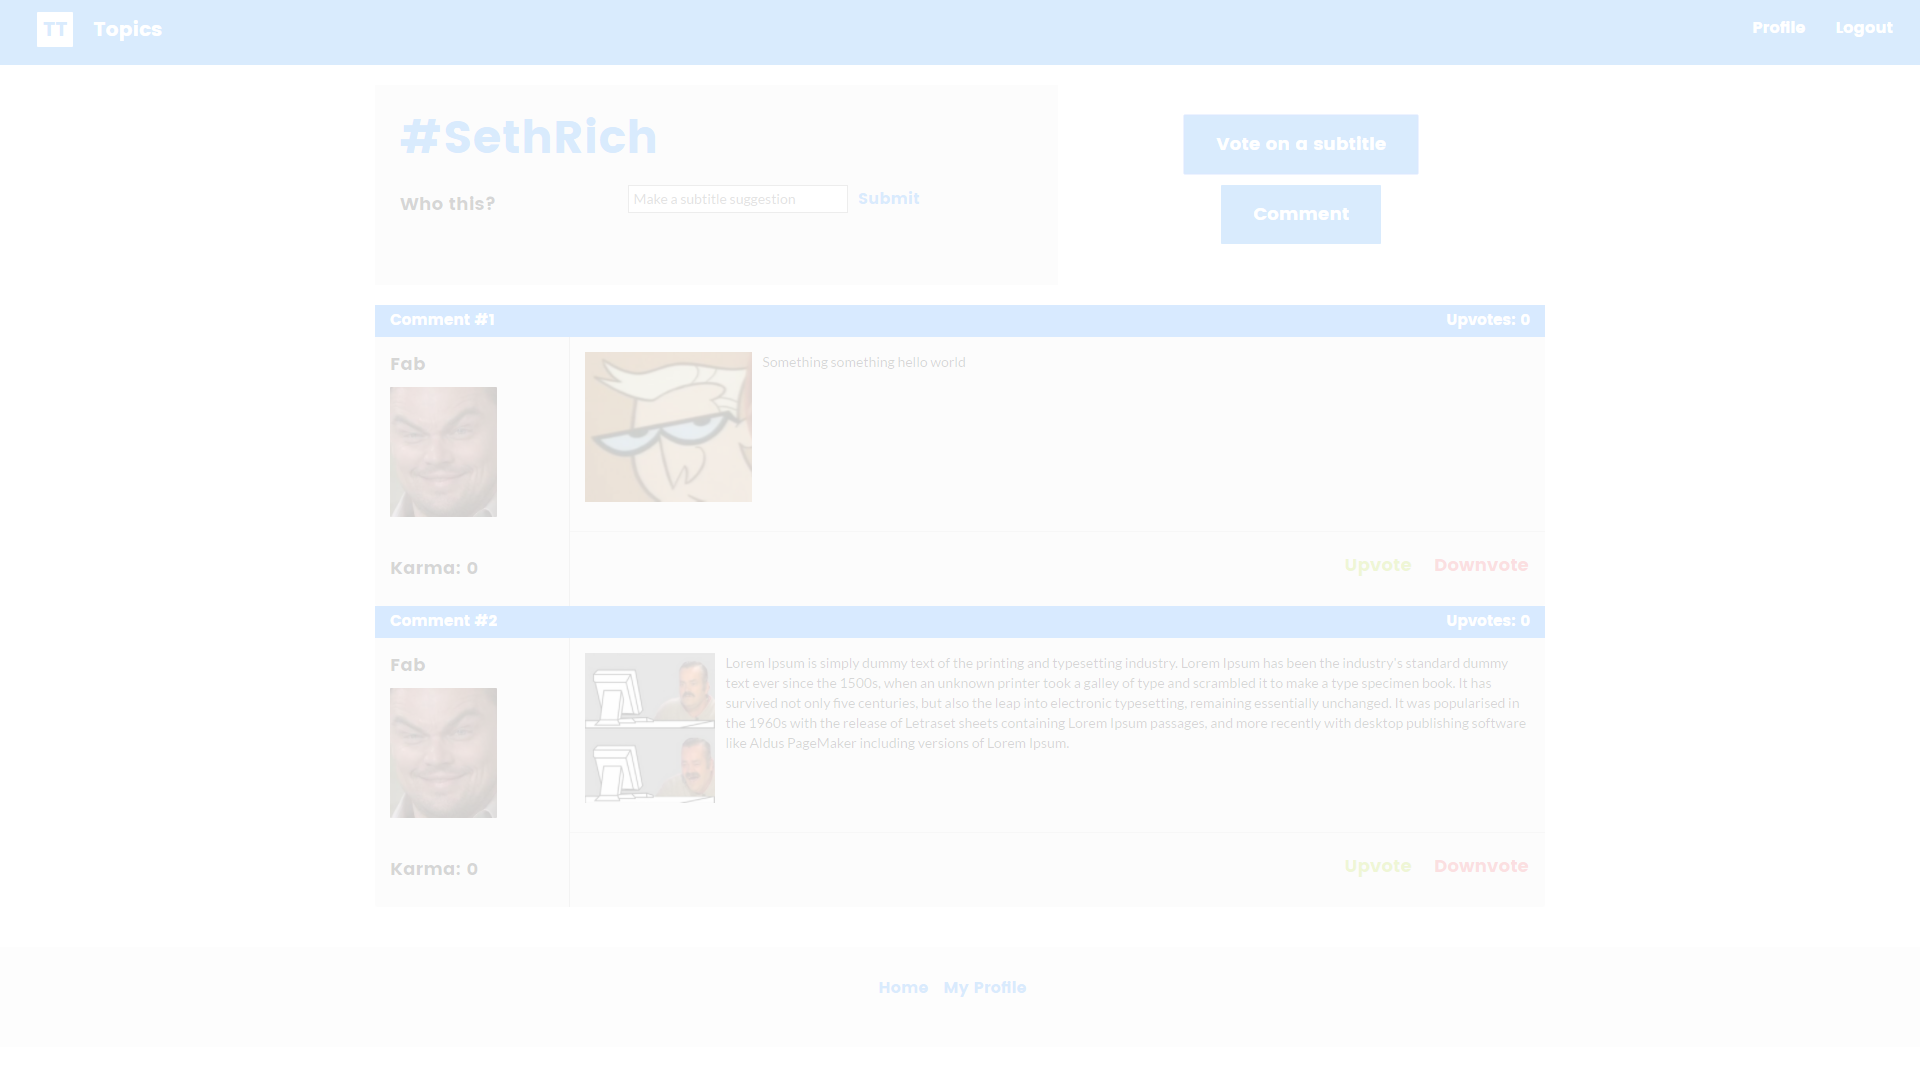 TT Topics Profile Logout
#SethRich
Who this? Make a subtitle suggestion Submit
Vote on a subtitle
Comment
Comment #1 Upvotes: 0
Fab
Something something hello world
Karma: 0
Upvote Downvote
Comment #2 Upvotes: 0
Fab
Lorem Ipsum is simply dummy text of the printing and typesetting industry. Lorem Ipsum has been the industry's standard dummy
text ever since the 1500s, when an unknown printer took a galley of type and scrambled it to make a type specimen book. It has
survived not only five centuries, but also the leap into electronic typesetting, remaining essentially unchanged. It was popularised in
the 1960s with the release of Letraset sheets containing Lorem Ipsum passages, and more recently with desktop publishing software
like Aldus PageMaker including versions of Lorem Ipsum.
Karma: 0
Upvote Downvote
Home My Profile